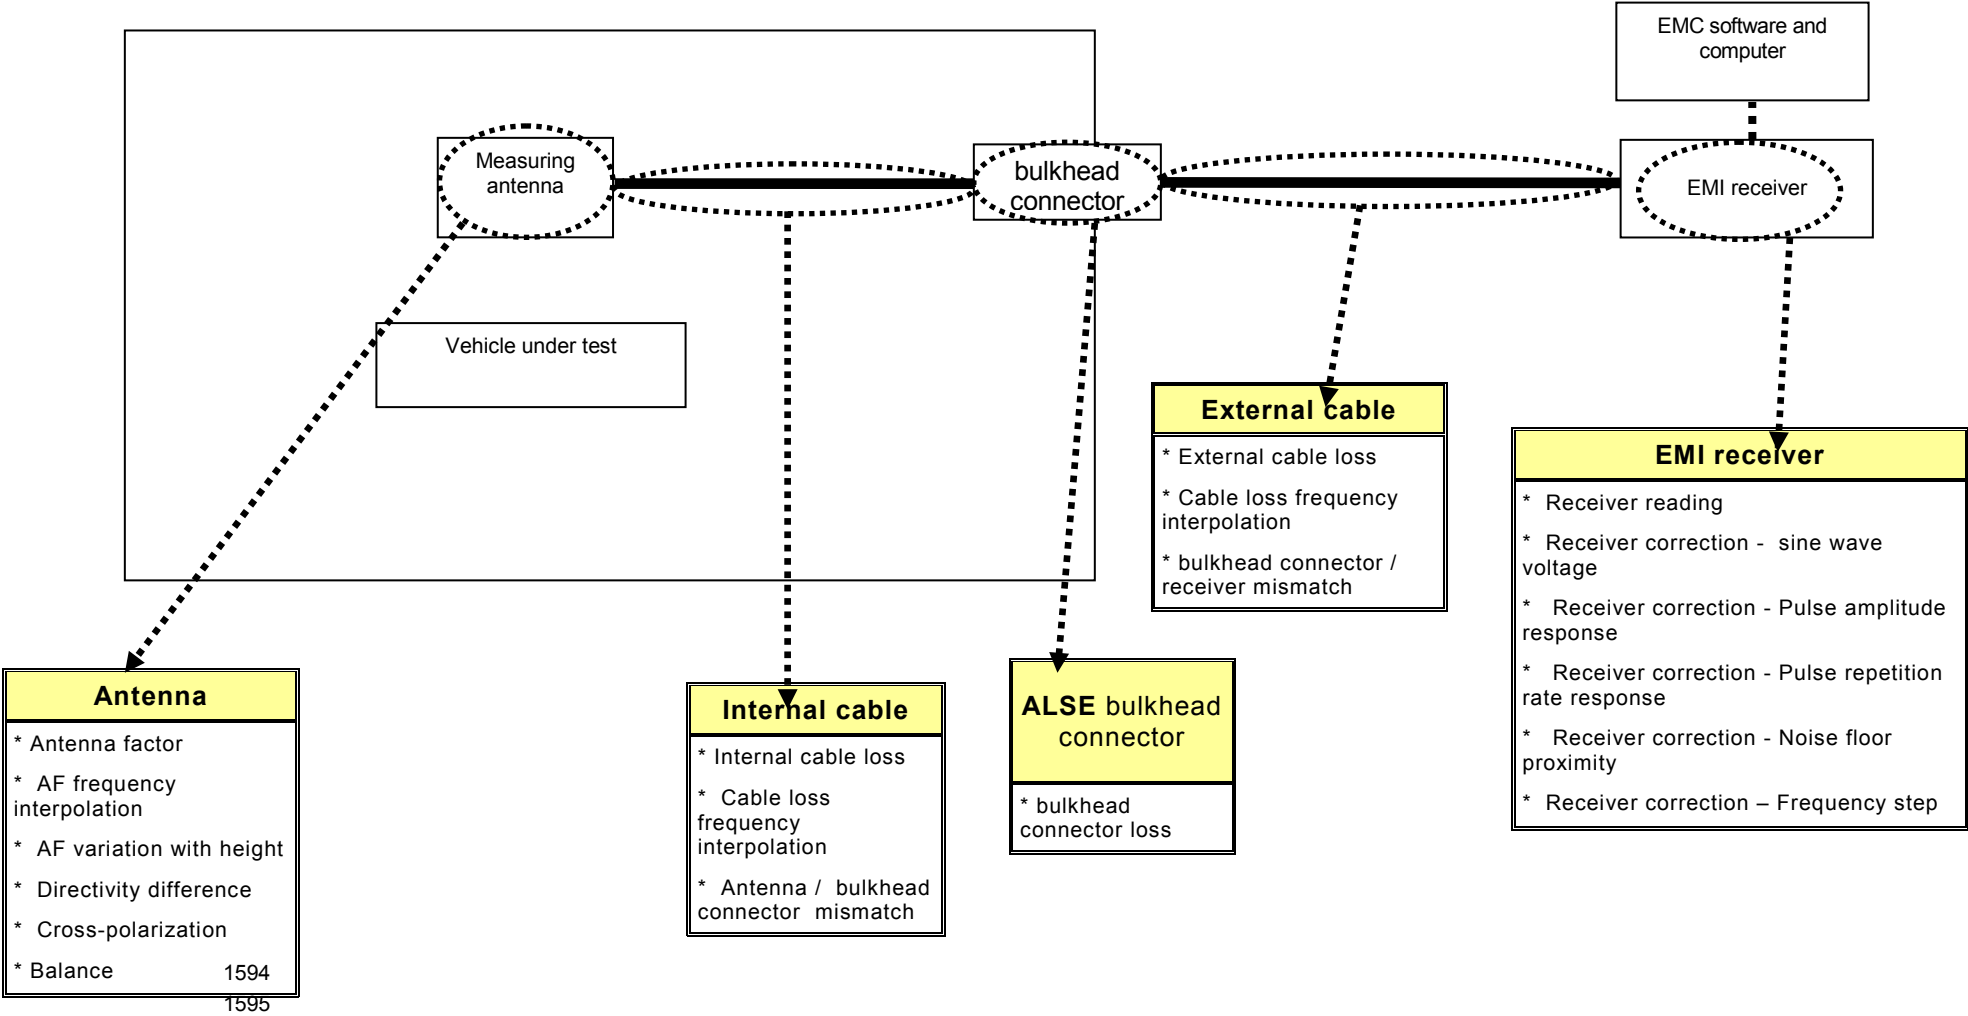 EMC software and
computer
Measuring
antenna
bulkhead
connector
EMI receiver
Vehicle under test
External cable
* External cable loss
* Cable loss frequency
interpolation
* bulkhead connector /
receiver mismatch
EMI receiver
* Receiver reading
* Receiver correction - sine wave
voltage
* Receiver correction - Pulse amplitude
response
* Receiver correction - Pulse repetition
rate response
* Receiver correction - Noise floor
proximity
* Receiver correction – Frequency step
Antenna
* Antenna factor
* AF frequency
interpolation
* AF variation with height
* Directivity difference
* Cross-polarization
* Balance 1594
1595
Internal cable
* Internal cable loss
* Cable loss
frequency
interpolation
* Antenna / bulkhead
connector mismatch
ALSE bulkhead
connector
* bulkhead
connector loss